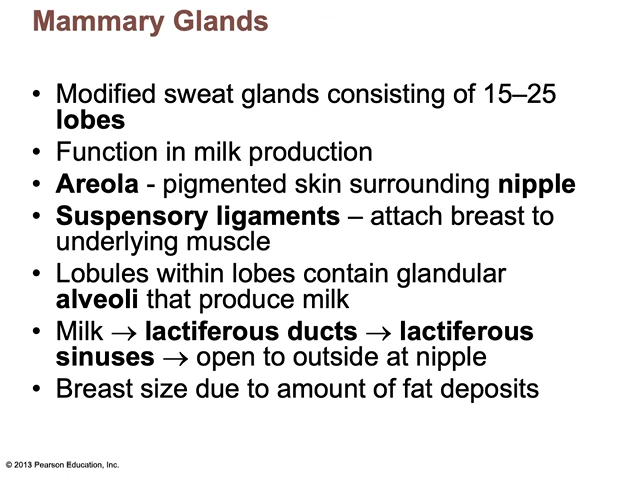 Mammary Glands
• Modified sweat glands consisting of 15–25
lobes
• Function in milk production
• Areola - pigmented skin surrounding nipple
• Suspensory ligaments – attach breast to
underlying muscle
• Lobules within lobes contain glandular
alveoli that produce milk
• Milk → lactiferous ducts → lactiferous
sinuses → open to outside at nipple
• Breast size due to amount of fat deposits
© 2013 Pearson Education, Inc.